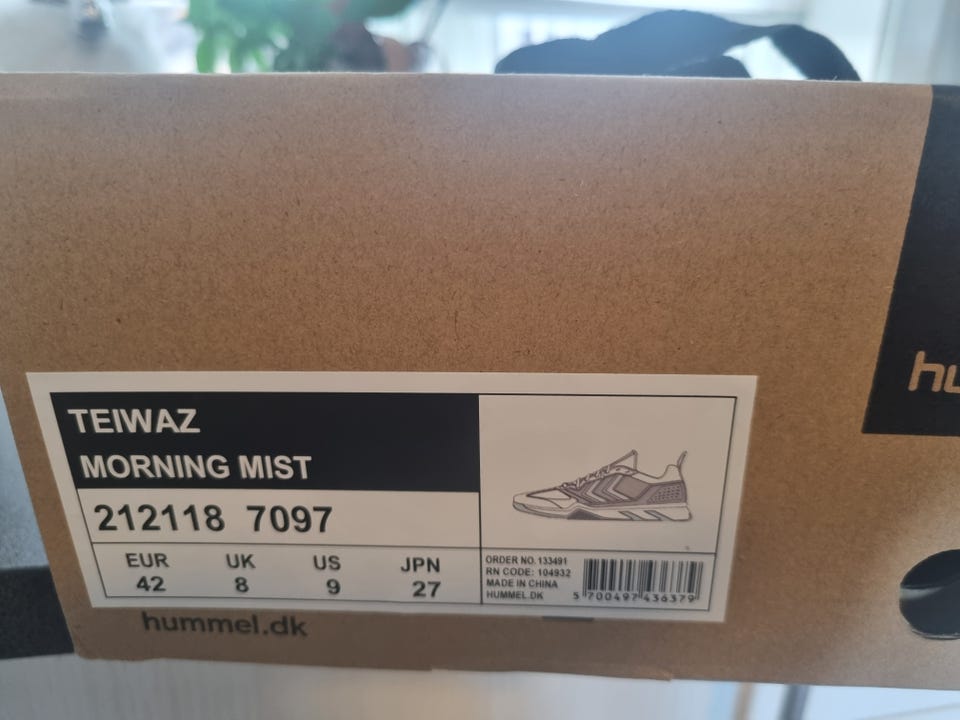 hu
TEIWAZ
MORNING MIST
212118 7097
EUR UK US JPN
42 8 9 27
ORDER NO. 133491
RN CODE: 104932
MADE IN CHINA
HUMMEL.DK
5 700497 436379
hummel.dk